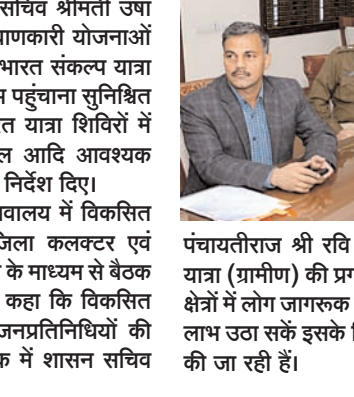 सचिव श्रीमती उषा
ाणकारी योजनाओं
भारत संकल्प यात्रा
पहुंचाना सुनिश्चित
त यात्रा शिविरों में
आदि आवश्यक
निर्देश दिए।
ावालय में विकसित
जिला कलक्टर एवं
के माध्यम से बैठक
कहा कि विकसित
जनप्रतिनिधियों की
क में शासन सचिव
पंचायतीराज श्री रवि
यात्रा (ग्रामीण) की प्रग
क्षेत्रों में लोग जागरूक
लाभ उठा सकें इसके
की जा रही हैं।